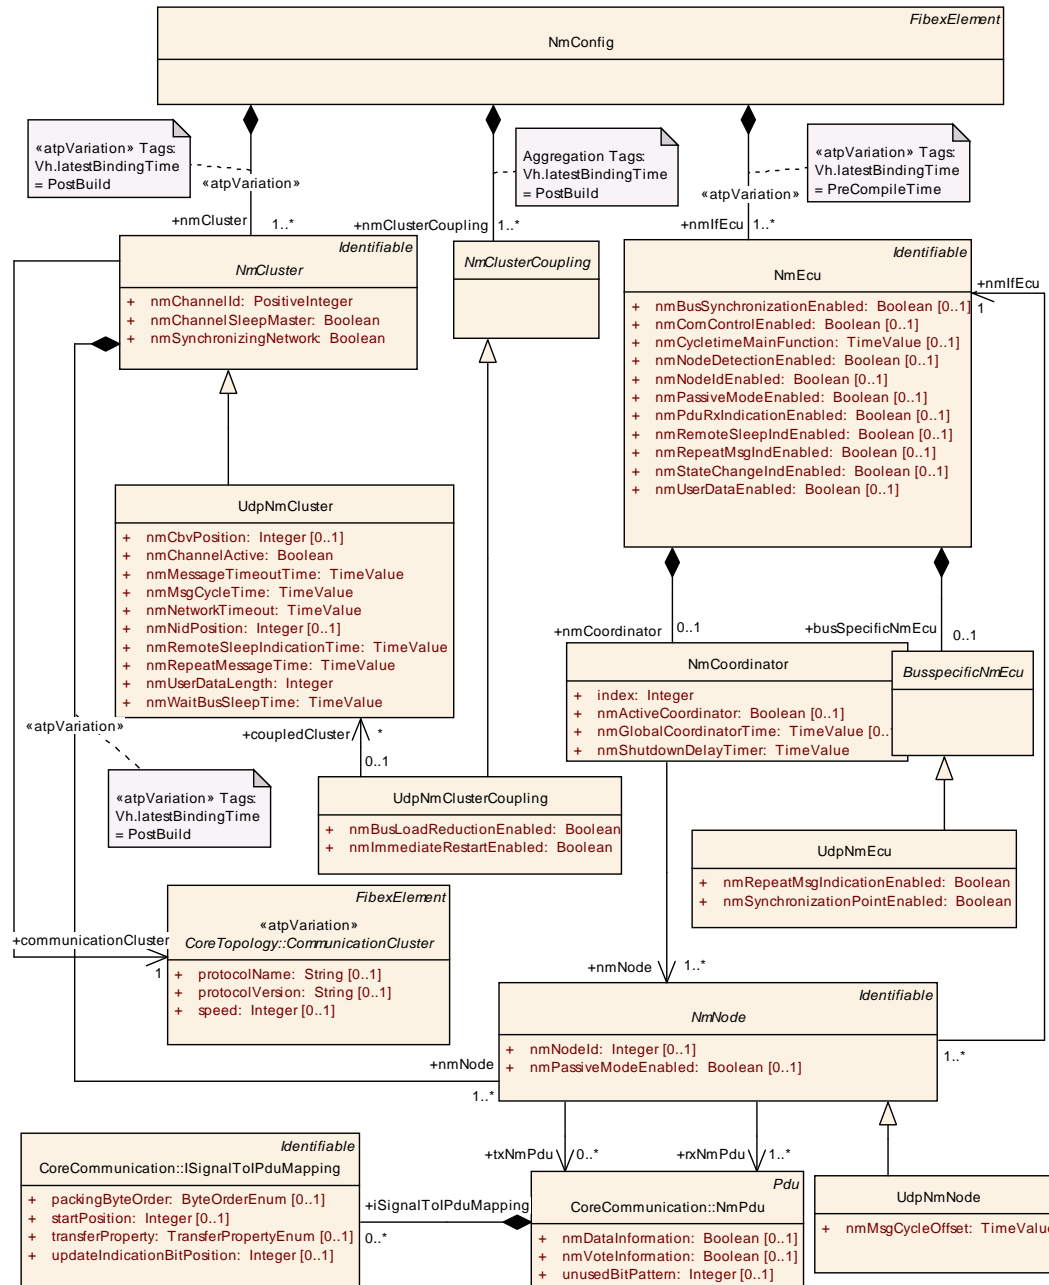 FibexElement
NmConfig
«atpVariation» Tags:
Vh.latestBindingTime
= PostBuild
«atpVariation»
Aggregation Tags:
Vh.latestBindingTime
= PostBuild
«atpVariation» Tags:
Vh.latestBindingTime
= PreCompileTime
«atpVariation»
+nmCluster
1..*
+nmClusterCoupling
1..*
+nmIfEcu
1..*
Identifiable
NmCluster
+ nmChannelId: PositiveInteger
+ nmChannelSleepMaster: Boolean
+ nmSynchronizingNetwork: Boolean
NmClusterCoupling
Identifiable
NmEcu
+ nmBusSynchronizationEnabled: Boolean [0..1]
+ nmComControlEnabled: Boolean [0..1]
+ nmCycletimeMainFunction: TimeValue [0..1]
+ nmNodeDetectionEnabled: Boolean [0..1]
+ nmNodeIdEnabled: Boolean [0..1]
+ nmPassiveModeEnabled: Boolean [0..1]
+ nmPduRxIndicationEnabled: Boolean [0..1]
+ nmRemoteSleepIndEnabled: Boolean [0..1]
+ nmRepeatMsgIndEnabled: Boolean [0..1]
+ nmStateChangeIndEnabled: Boolean [0..1]
+ nmUserDataEnabled: Boolean [0..1]
+nmIfEcu
1
UdpNmCluster
+ nmCbvPosition: Integer [0..1]
+ nmChannelActive: Boolean
+ nmMessageTimeoutTime: TimeValue
+ nmMsgCycleTime: TimeValue
+ nmNetworkTimeout: TimeValue
+ nmNidPosition: Integer [0..1]
+ nmRemoteSleepIndicationTime: TimeValue
+ nmRepeatMessageTime: TimeValue
+ nmUserDataLength: Integer
+ nmWaitBusSleepTime: TimeValue
+nmCoordinator
0..1
+busSpecificNmEcu
0..1
NmCoordinator
+ index: Integer
+ nmActiveCoordinator: Boolean [0..1]
+ nmGlobalCoordinatorTime: TimeValue [0..
+ nmShutdownDelayTimer: TimeValue
BusspecificNmEcu
«atpVariation»
+coupledCluster
*
0..1
«atpVariation» Tags:
Vh.latestBindingTime
= PostBuild
UdpNmClusterCoupling
+ nmBusLoadReductionEnabled: Boolean
+ nmImmediateRestartEnabled: Boolean
UdpNmEcu
+ nmRepeatMsgIndicationEnabled: Boolean
+ nmSynchronizationPointEnabled: Boolean
FibexElement
«atpVariation»
CoreTopology::CommunicationCluster
+ protocolName: String [0..1]
+ protocolVersion: String [0..1]
+ speed: Integer [0..1]
+communicationCluster
1
+nmNode
1..*
Identifiable
NmNode
+ nmNodeId: Integer [0..1]
+ nmPassiveModeEnabled: Boolean [0..1]
1..*
+nmNode
1..*
+txNmPdu
0..*
+rxNmPdu
1..*
Identifiable
CoreCommunication::ISignalToIPduMapping
+ packingByteOrder: ByteOrderEnum [0..1]
+ startPosition: Integer [0..1]
+ transferProperty: TransferPropertyEnum [0..1]
+ updateIndicationBitPosition: Integer [0..1]
+iSignalToIPduMapping
0..*
Pdu
CoreCommunication::NmPdu
+ nmDataInformation: Boolean [0..1]
+ nmVoteInformation: Boolean [0..1]
+ unusedBitPattern: Integer [0..1]
UdpNmNode
+ nmMsgCycleOffset: TimeValue